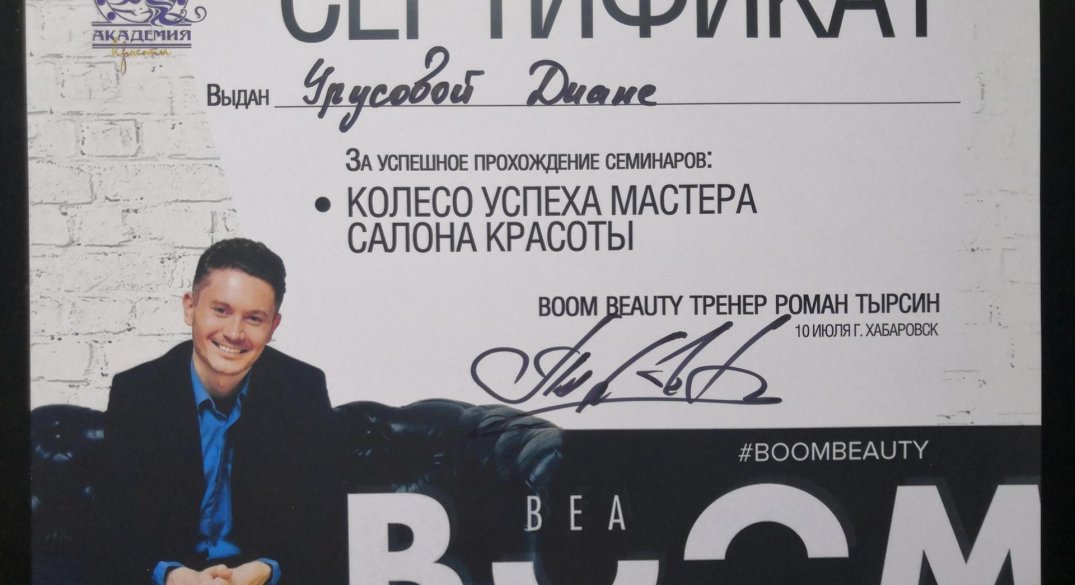 СЕРТИФИКАТ
АКАДЕМИЯ
Красоты
Выдан Урусовой Диане
За успешное прохождение семинаров:
• КОЛЕСО УСПЕХА МАСТЕРА
САЛОНА КРАСОТЫ
BOOM BEAUTY ТРЕНЕР РОМАН ТЫРСИН
10 ИЮЛЯ Г. ХАБАРОВСК
#BOOMBEAUTY
BEA
BOOM